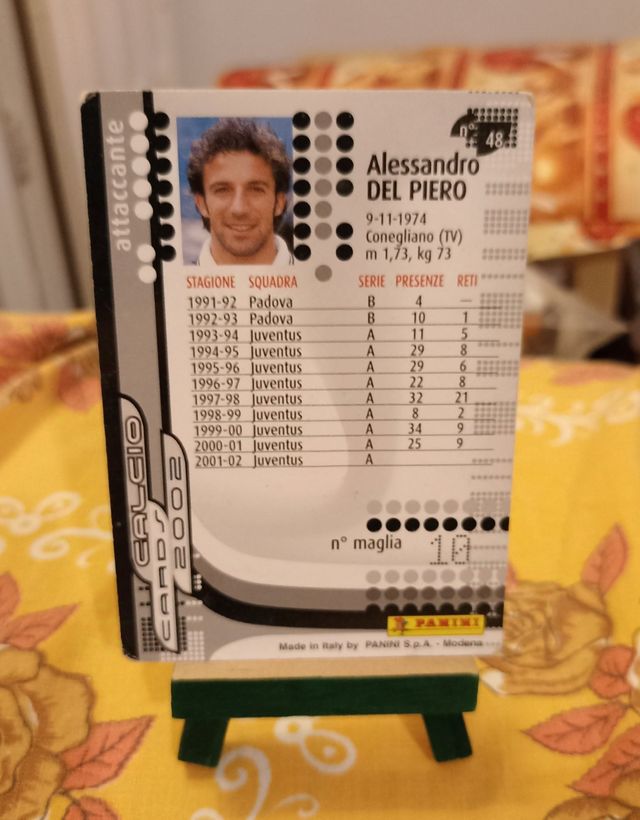 attaccante
n° 48
Alessandro
DEL PIERO
9-11-1974
Conegliano (TV)
m 1,73, kg 73
STAGIONE SQUADRA SERIE PRESENZE RETI
1991-92 Padova B 4 —
1992-93 Padova B 10 1
1993-94 Juventus A 11 5
1994-95 Juventus A 29 8
1995-96 Juventus A 29 6
1996-97 Juventus A 22 8
1997-98 Juventus A 32 21
1998-99 Juventus A 8 2
1999-00 Juventus A 34 9
2000-01 Juventus A 25 9
2001-02 Juventus A
CALCIO
CARDS 2002
n° maglia 10
PANINI
Made in Italy by PANINI S.p.A. - Modena